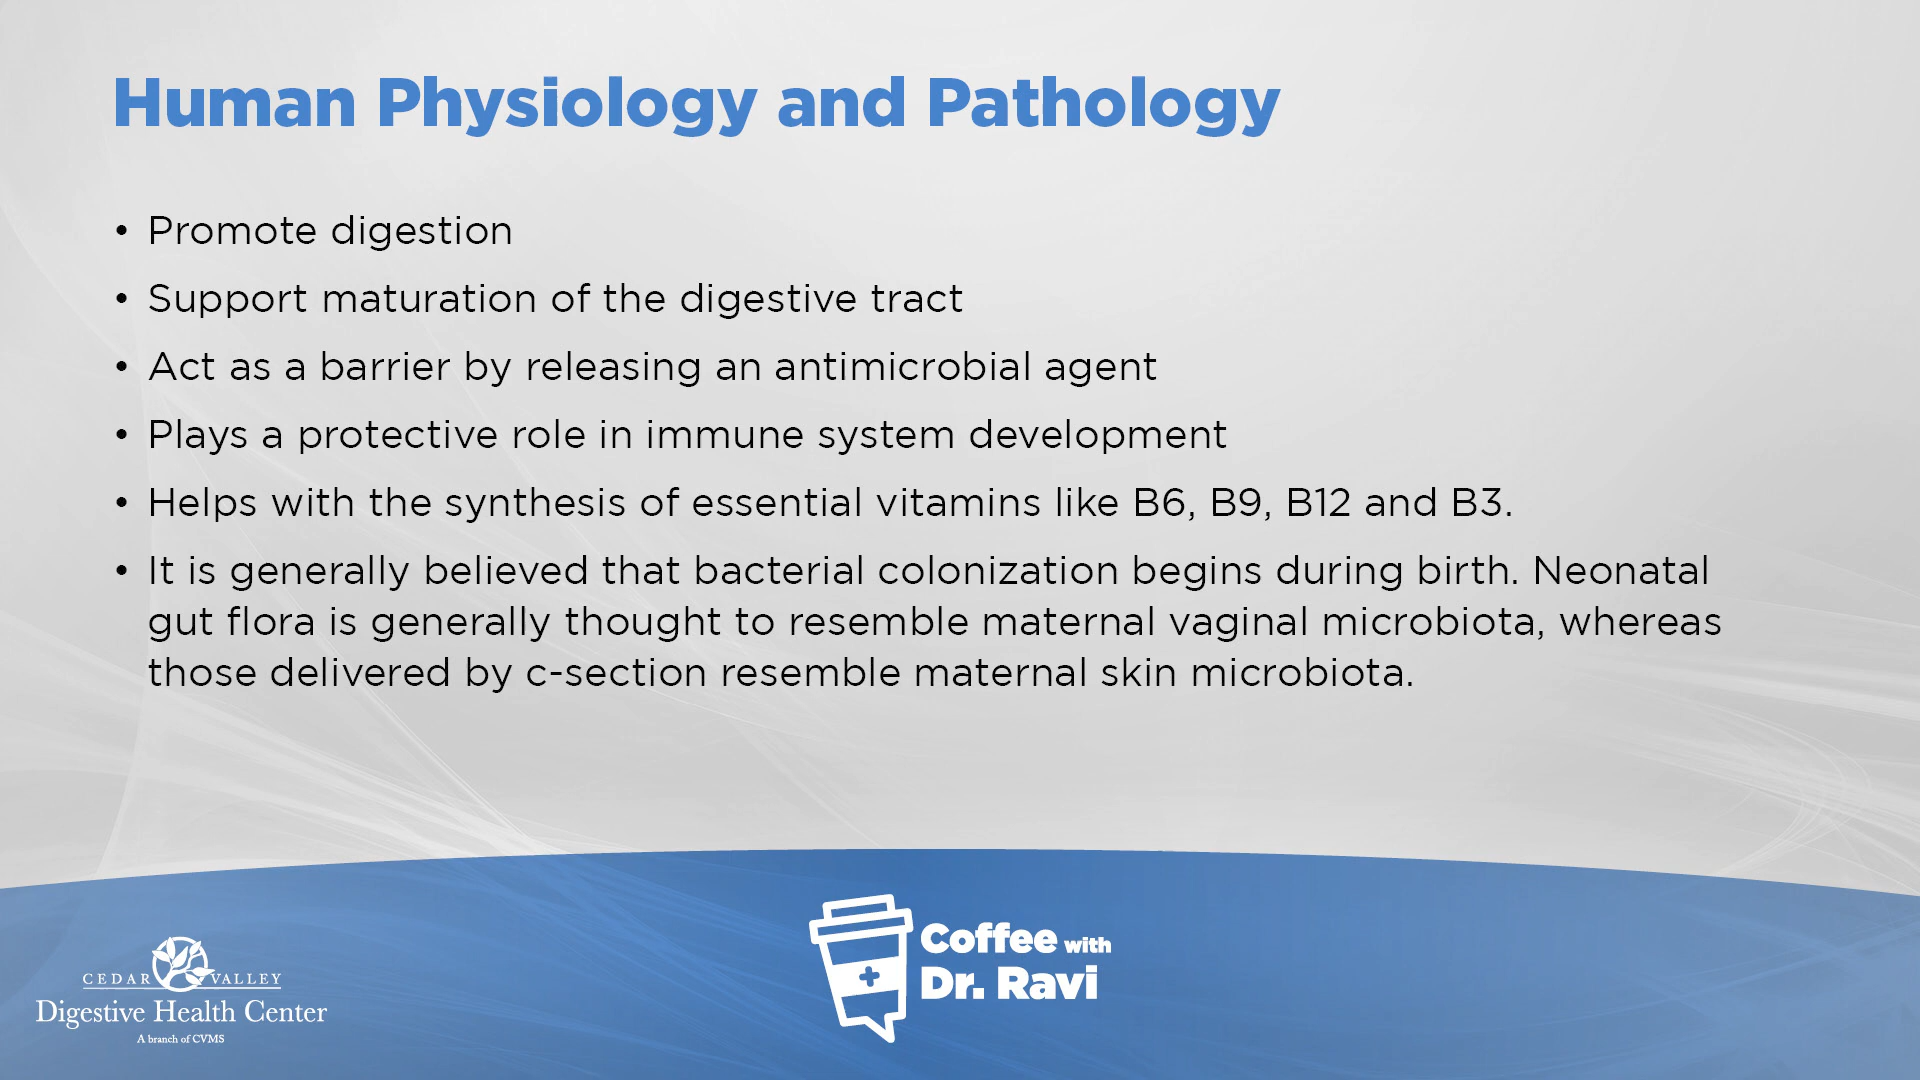 Human Physiology and Pathology
• Promote digestion
• Support maturation of the digestive tract
• Act as a barrier by releasing an antimicrobial agent
• Plays a protective role in immune system development
• Helps with the synthesis of essential vitamins like B6, B9, B12 and B3.
• It is generally believed that bacterial colonization begins during birth. Neonatal
gut flora is generally thought to resemble maternal vaginal microbiota, whereas
those delivered by c-section resemble maternal skin microbiota.
CEDAR VALLEY
Digestive Health Center
A branch of CVMS
Coffee with
Dr. Ravi